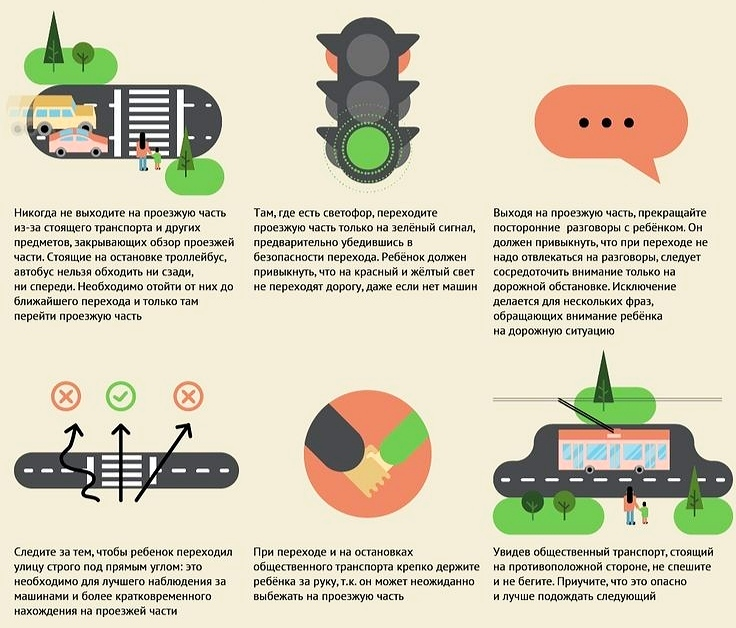 Никогда не выходите на проезжую часть
из-за стоящего транспорта и других
предметов, закрывающих обзор проезжей
части. Стоящие на остановке троллейбус,
автобус нельзя обходить ни сзади,
ни спереди. Необходимо отойти от них до
ближайшего перехода и только там
перейти проезжую часть
Там, где есть светофор, переходите
проезжую часть только на зелёный сигнал,
предварительно убедившись в
безопасности перехода. Ребёнок должен
привыкнуть, что на красный и жёлтый свет
не переходят дорогу, даже если нет машин
Выходя на проезжую часть, прекращайте
посторонние разговоры с ребёнком. Он
должен привыкнуть, что при переходе не
надо отвлекаться на разговоры, следует
сосредоточить внимание только на
дорожной обстановке. Исключение
делается для нескольких фраз,
обращающих внимание ребёнка
на дорожную ситуацию
Следите за тем, чтобы ребенок переходил
улицу строго под прямым углом: это
необходимо для лучшего наблюдения за
машинами и более кратковременного
нахождения на проезжей части
При переходе и на остановках
общественного транспорта крепко держите
ребёнка за руку, т.к. он может неожиданно
выбежать на проезжую часть
Увидев общественный транспорт, стоящий
на противоположной стороне, не спешите
и не бегите. Приучите, что это опасно
и лучше подождать следующий